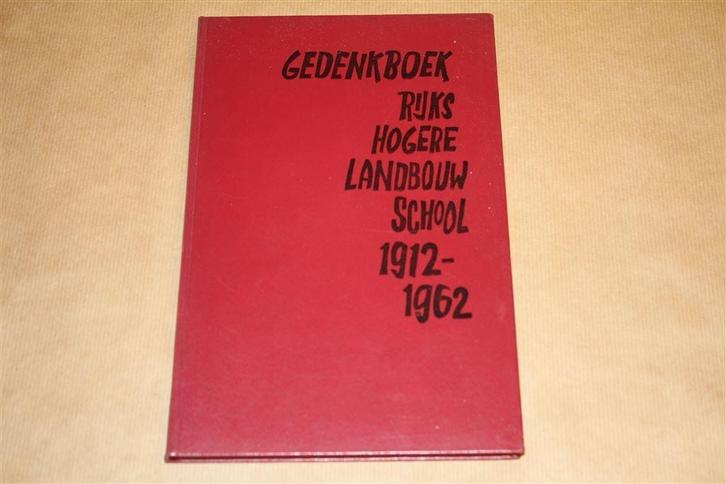 GEDENKBOEK
RIJKS
HOGERE
LANDBOUW
SCHOOL
1912-
1962